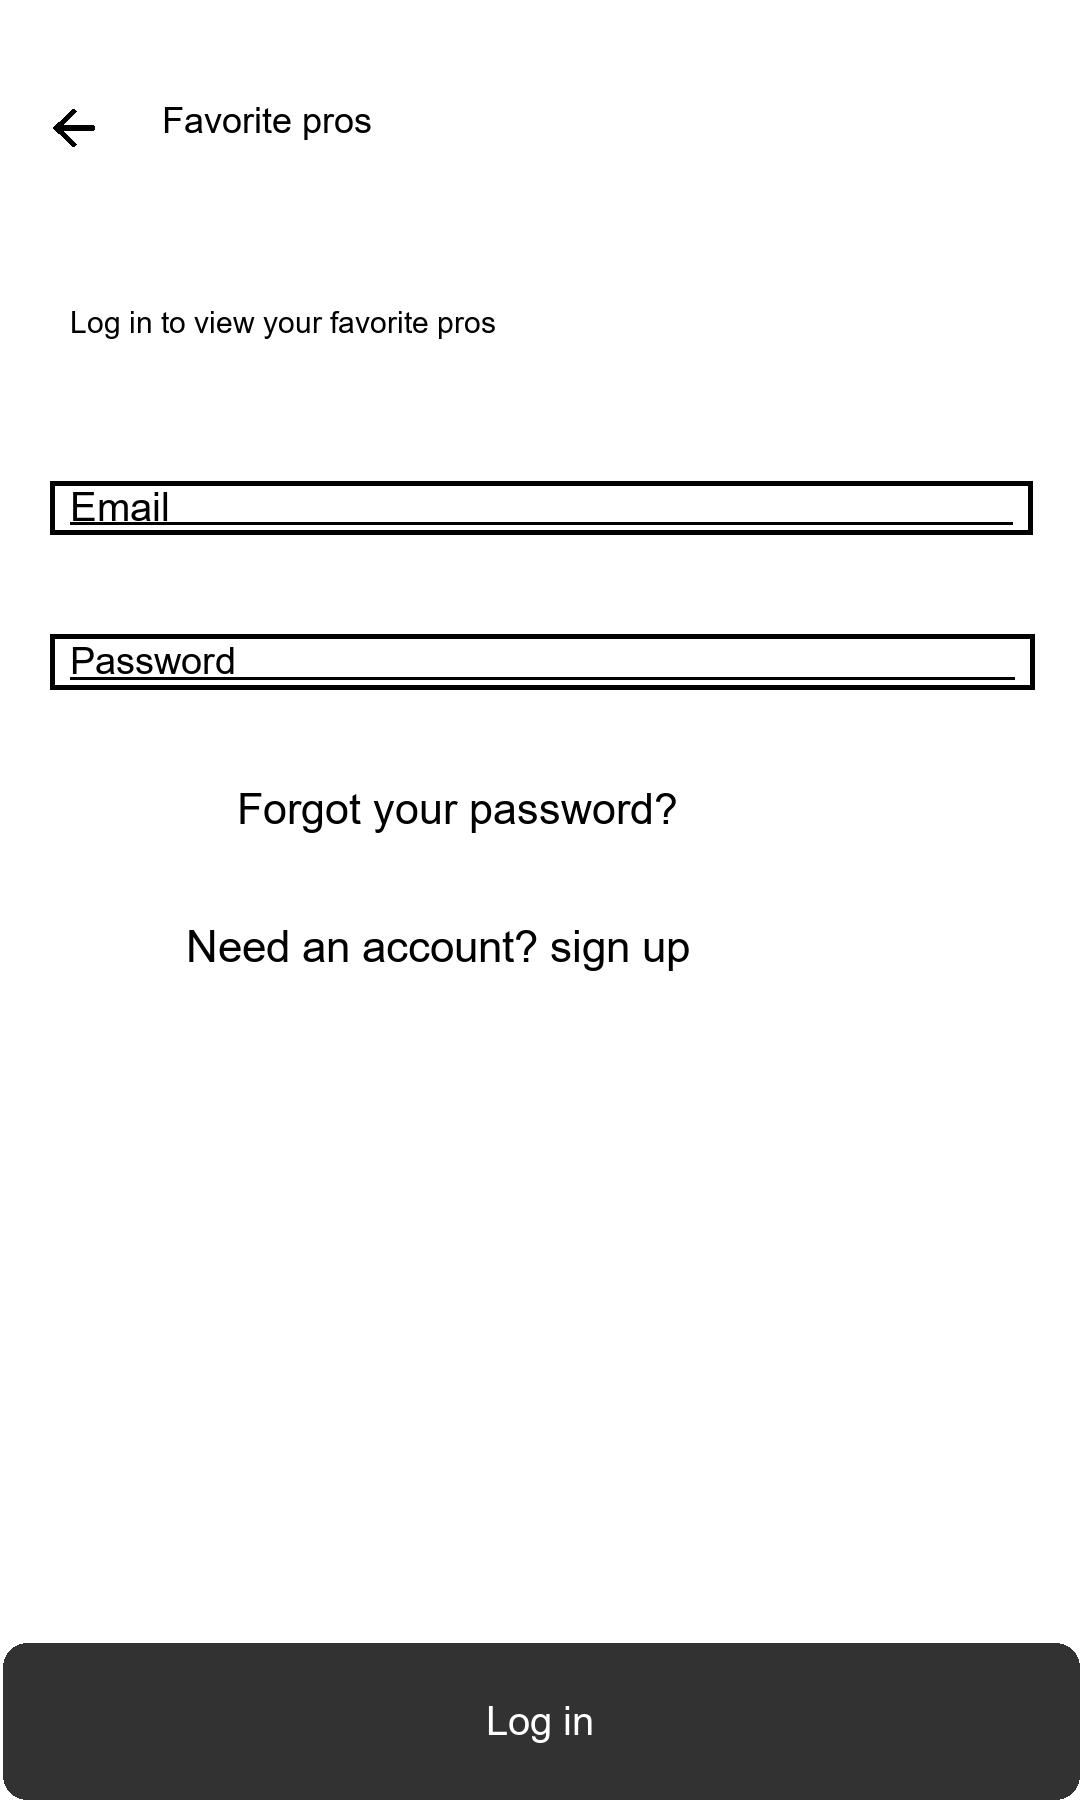 Favorite pros
Log in to view your favorite pros
Email
Password
Forgot your password?
Need an account? sign up
Log in